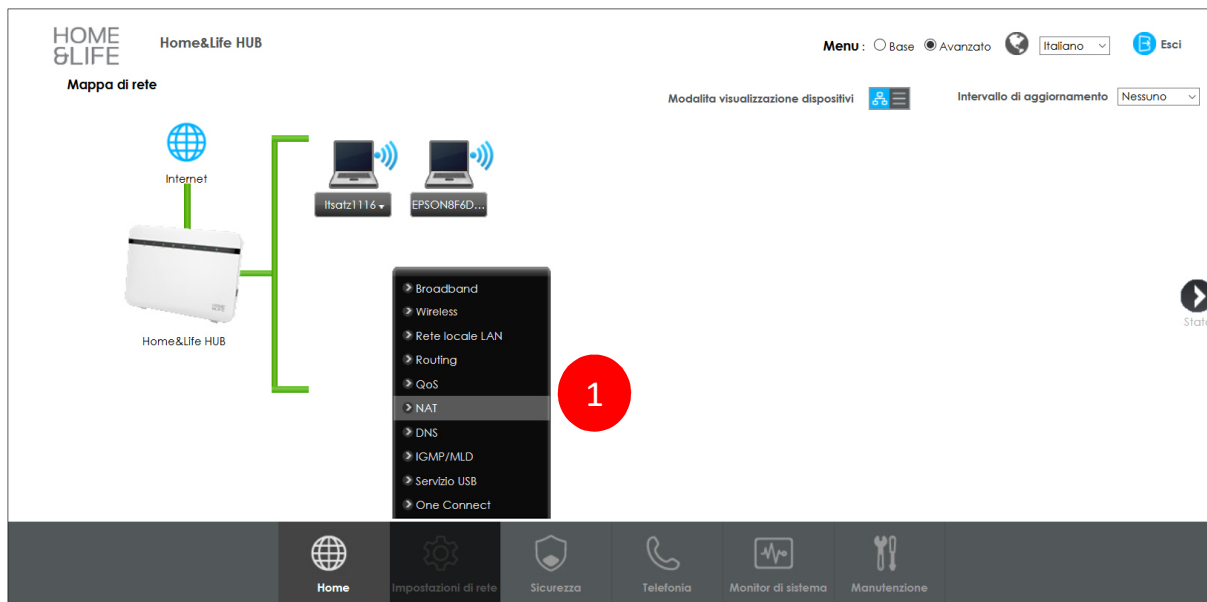 HOME
&LIFE
Home&Life HUB
Menu : Base Avanzato Italiano Esci
Mappa di rete
Modalita visualizzazione dispositivi
Intervallo di aggiornamento Nessuno
Internet
Itsatz1116
EPSON8F6D...
Home&Life HUB
Broadband
Wireless
Rete locale LAN
Routing
QoS
NAT
DNS
IGMP/MLD
Servizio USB
One Connect
1
Home
Impostazioni di rete
Sicurezza
Telefonia
Monitor di sistema
Manutenzione